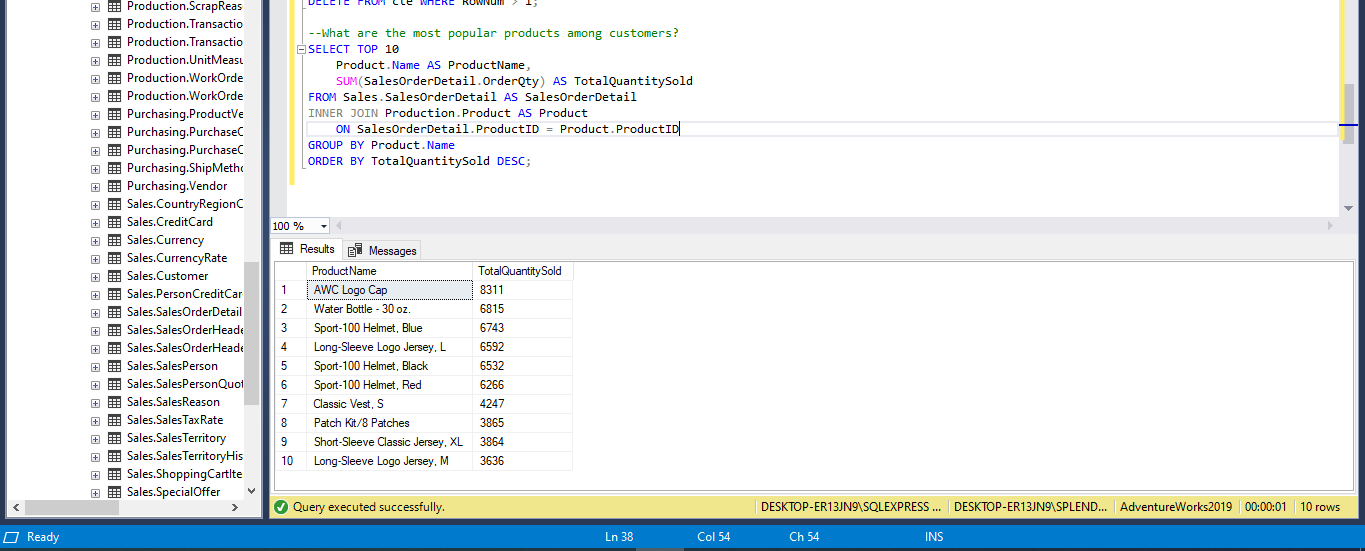 Production.ScrapReas
Production.Transactio
Production.Transactio
Production.UnitMeasu
Production.WorkOrde
Production.WorkOrde
Purchasing.ProductVe
Purchasing.PurchaseO
Purchasing.PurchaseO
Purchasing.ShipMetho
Purchasing.Vendor
Sales.CountryRegionC
Sales.CreditCard
Sales.Currency
Sales.CurrencyRate
Sales.Customer
Sales.PersonCreditCar
Sales.SalesOrderDetail
Sales.SalesOrderHeade
Sales.SalesOrderHeade
Sales.SalesPerson
Sales.SalesPersonQuot
Sales.SalesReason
Sales.SalesTaxRate
Sales.SalesTerritory
Sales.SalesTerritoryHis
Sales.ShoppingCartIte
Sales.SpecialOffer
DELETE FROM cte WHERE RowNum > 1;
--What are the most popular products among customers?
SELECT TOP 10
Product.Name AS ProductName,
SUM(SalesOrderDetail.OrderQty) AS TotalQuantitySold
FROM Sales.SalesOrderDetail AS SalesOrderDetail
INNER JOIN Production.Product AS Product
ON SalesOrderDetail.ProductID = Product.ProductID
GROUP BY Product.Name
ORDER BY TotalQuantitySold DESC;
100 %
Results Messages
ProductName TotalQuantitySold
1 AWC Logo Cap 8311
2 Water Bottle - 30 oz. 6815
3 Sport-100 Helmet, Blue 6743
4 Long-Sleeve Logo Jersey, L 6592
5 Sport-100 Helmet, Black 6532
6 Sport-100 Helmet, Red 6266
7 Classic Vest, S 4247
8 Patch Kit/8 Patches 3865
9 Short-Sleeve Classic Jersey, XL 3864
10 Long-Sleeve Logo Jersey, M 3636
Query executed successfully. DESKTOP-ER13JN9\SQLEXPRESS ... DESKTOP-ER13JN9\SPLEND... AdventureWorks2019 00:00:01 10 rows
Ready Ln 38 Col 54 Ch 54 INS